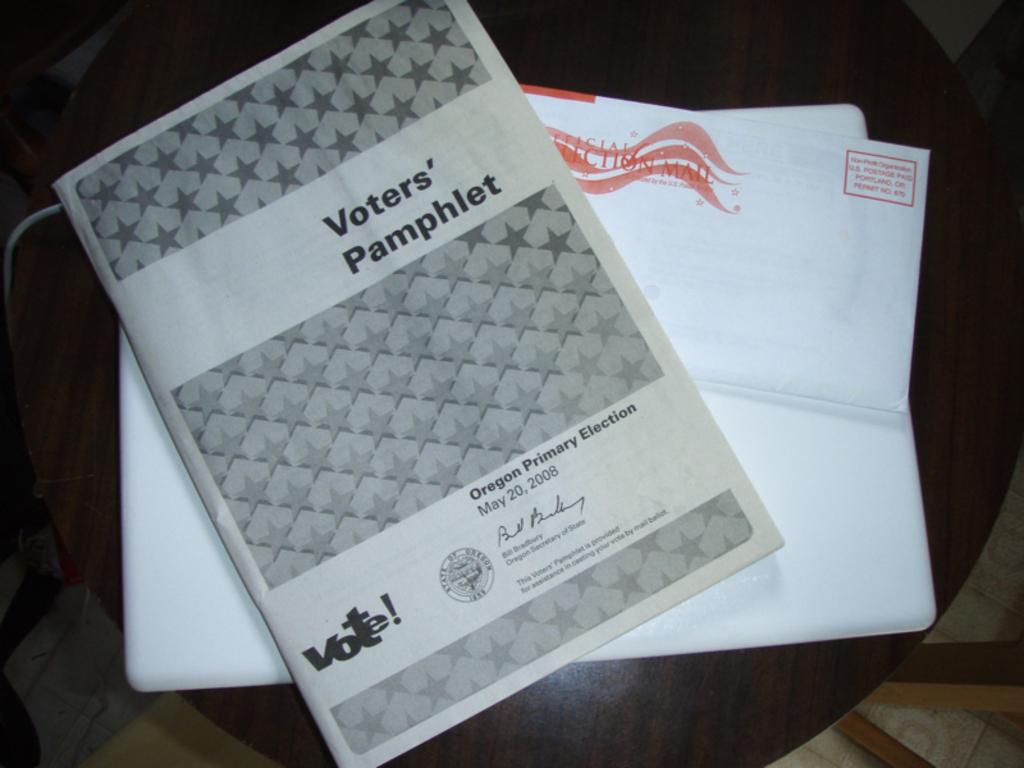 Voters'
Pamphlet
Oregon Primary Election
May 20, 2008
Bill Bradbury
Oregon Secretary of State
This Voters' Pamphlet is provided
for assistance in casting your vote by mail ballot.
STATE OF OREGON
1859
vote!
ELECTION MAIL
Non-Profit Organization
U.S. POSTAGE PAID
PORTLAND, OR
PERMIT NO. 670